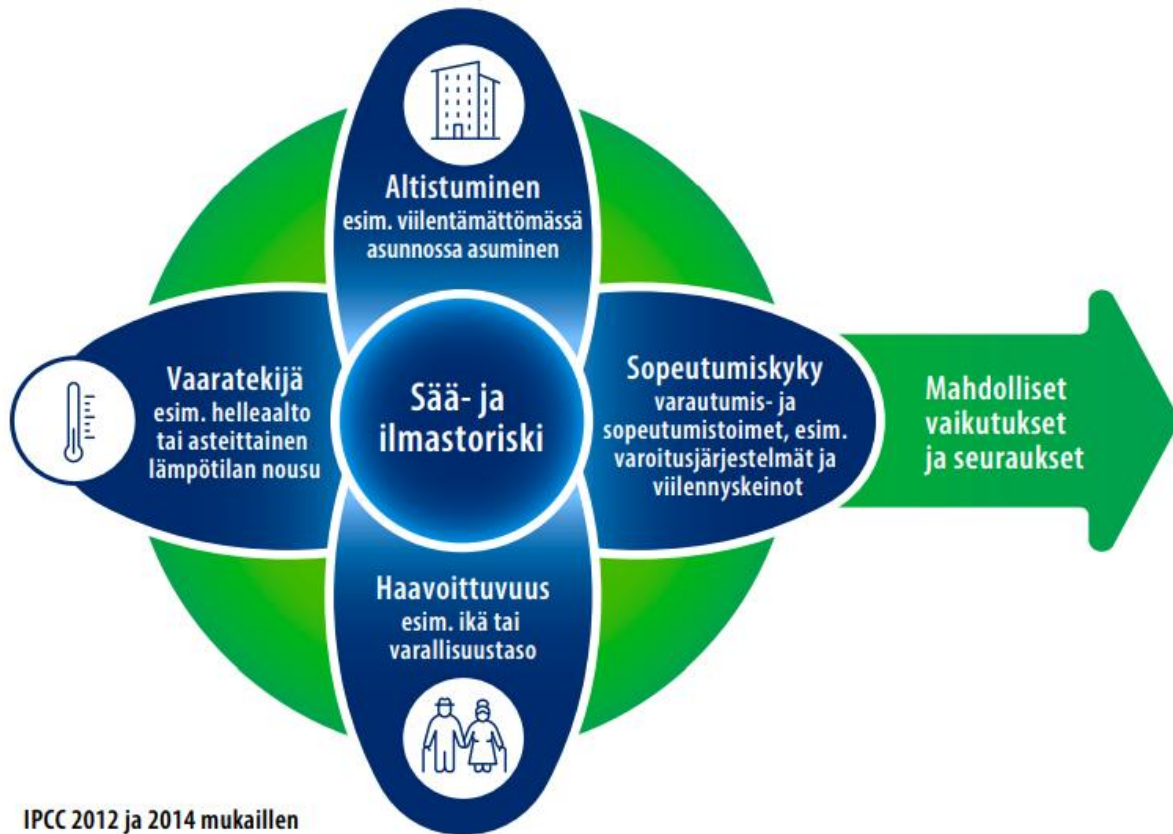 Altistuminen
esim. viilentämättömässä
asunnossa asuminen
Vaaratekijä
esim. helleaalto
tai asteittainen
lämpötilan nousu
Sää- ja
ilmastoriski
Sopeutumiskyky
varautumis- ja
sopeutumistoimet, esim.
varoitusjärjestelmät ja
viilennyskeinot
Mahdolliset
vaikutukset
ja seuraukset
Haavoittuvuus
esim. ikä tai
varallisuustaso
IPCC 2012 ja 2014 mukaillen